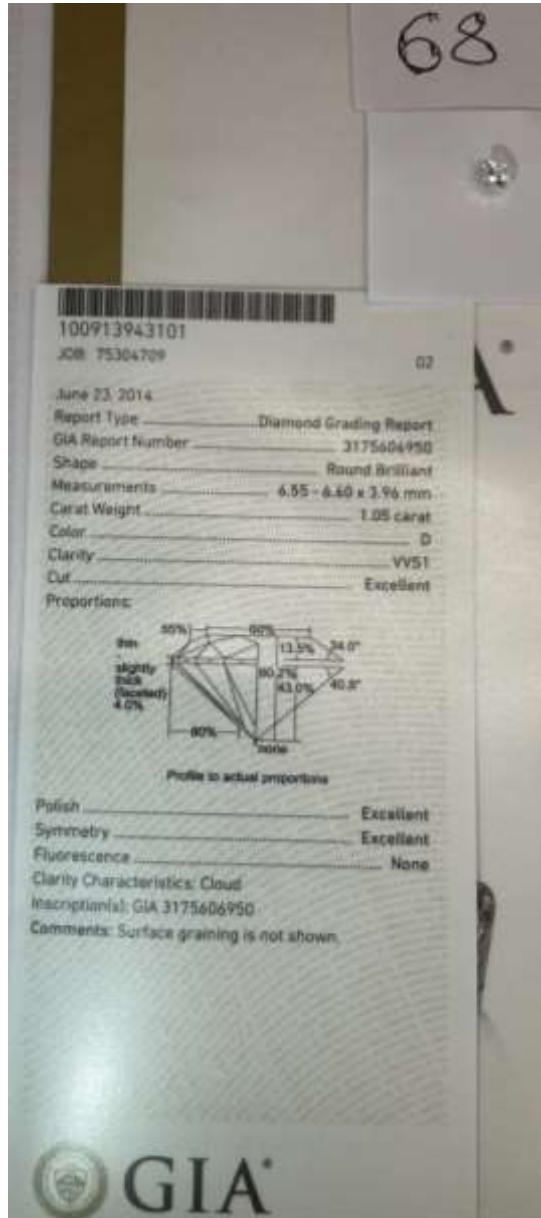 68
100913943101
JOB: 75304709
02
June 23, 2014
Report Type Diamond Grading Report
GIA Report Number 3175606950
Shape Round Brilliant
Measurements 6.55 - 6.60 x 3.96 mm
Carat Weight 1.05 carat
Color D
Clarity VVS1
Cut Excellent
Proportions:
55% 60%
thin 13.5% 34.0°
slightly thick (faceted) 4.0%
60.2%
43.0% 40.8°
80%
none
Profile to actual proportions
Polish Excellent
Symmetry Excellent
Fluorescence None
Clarity Characteristics: Cloud
Inscription(s): GIA 3175606950
Comments: Surface graining is not shown.
GIA®
A®